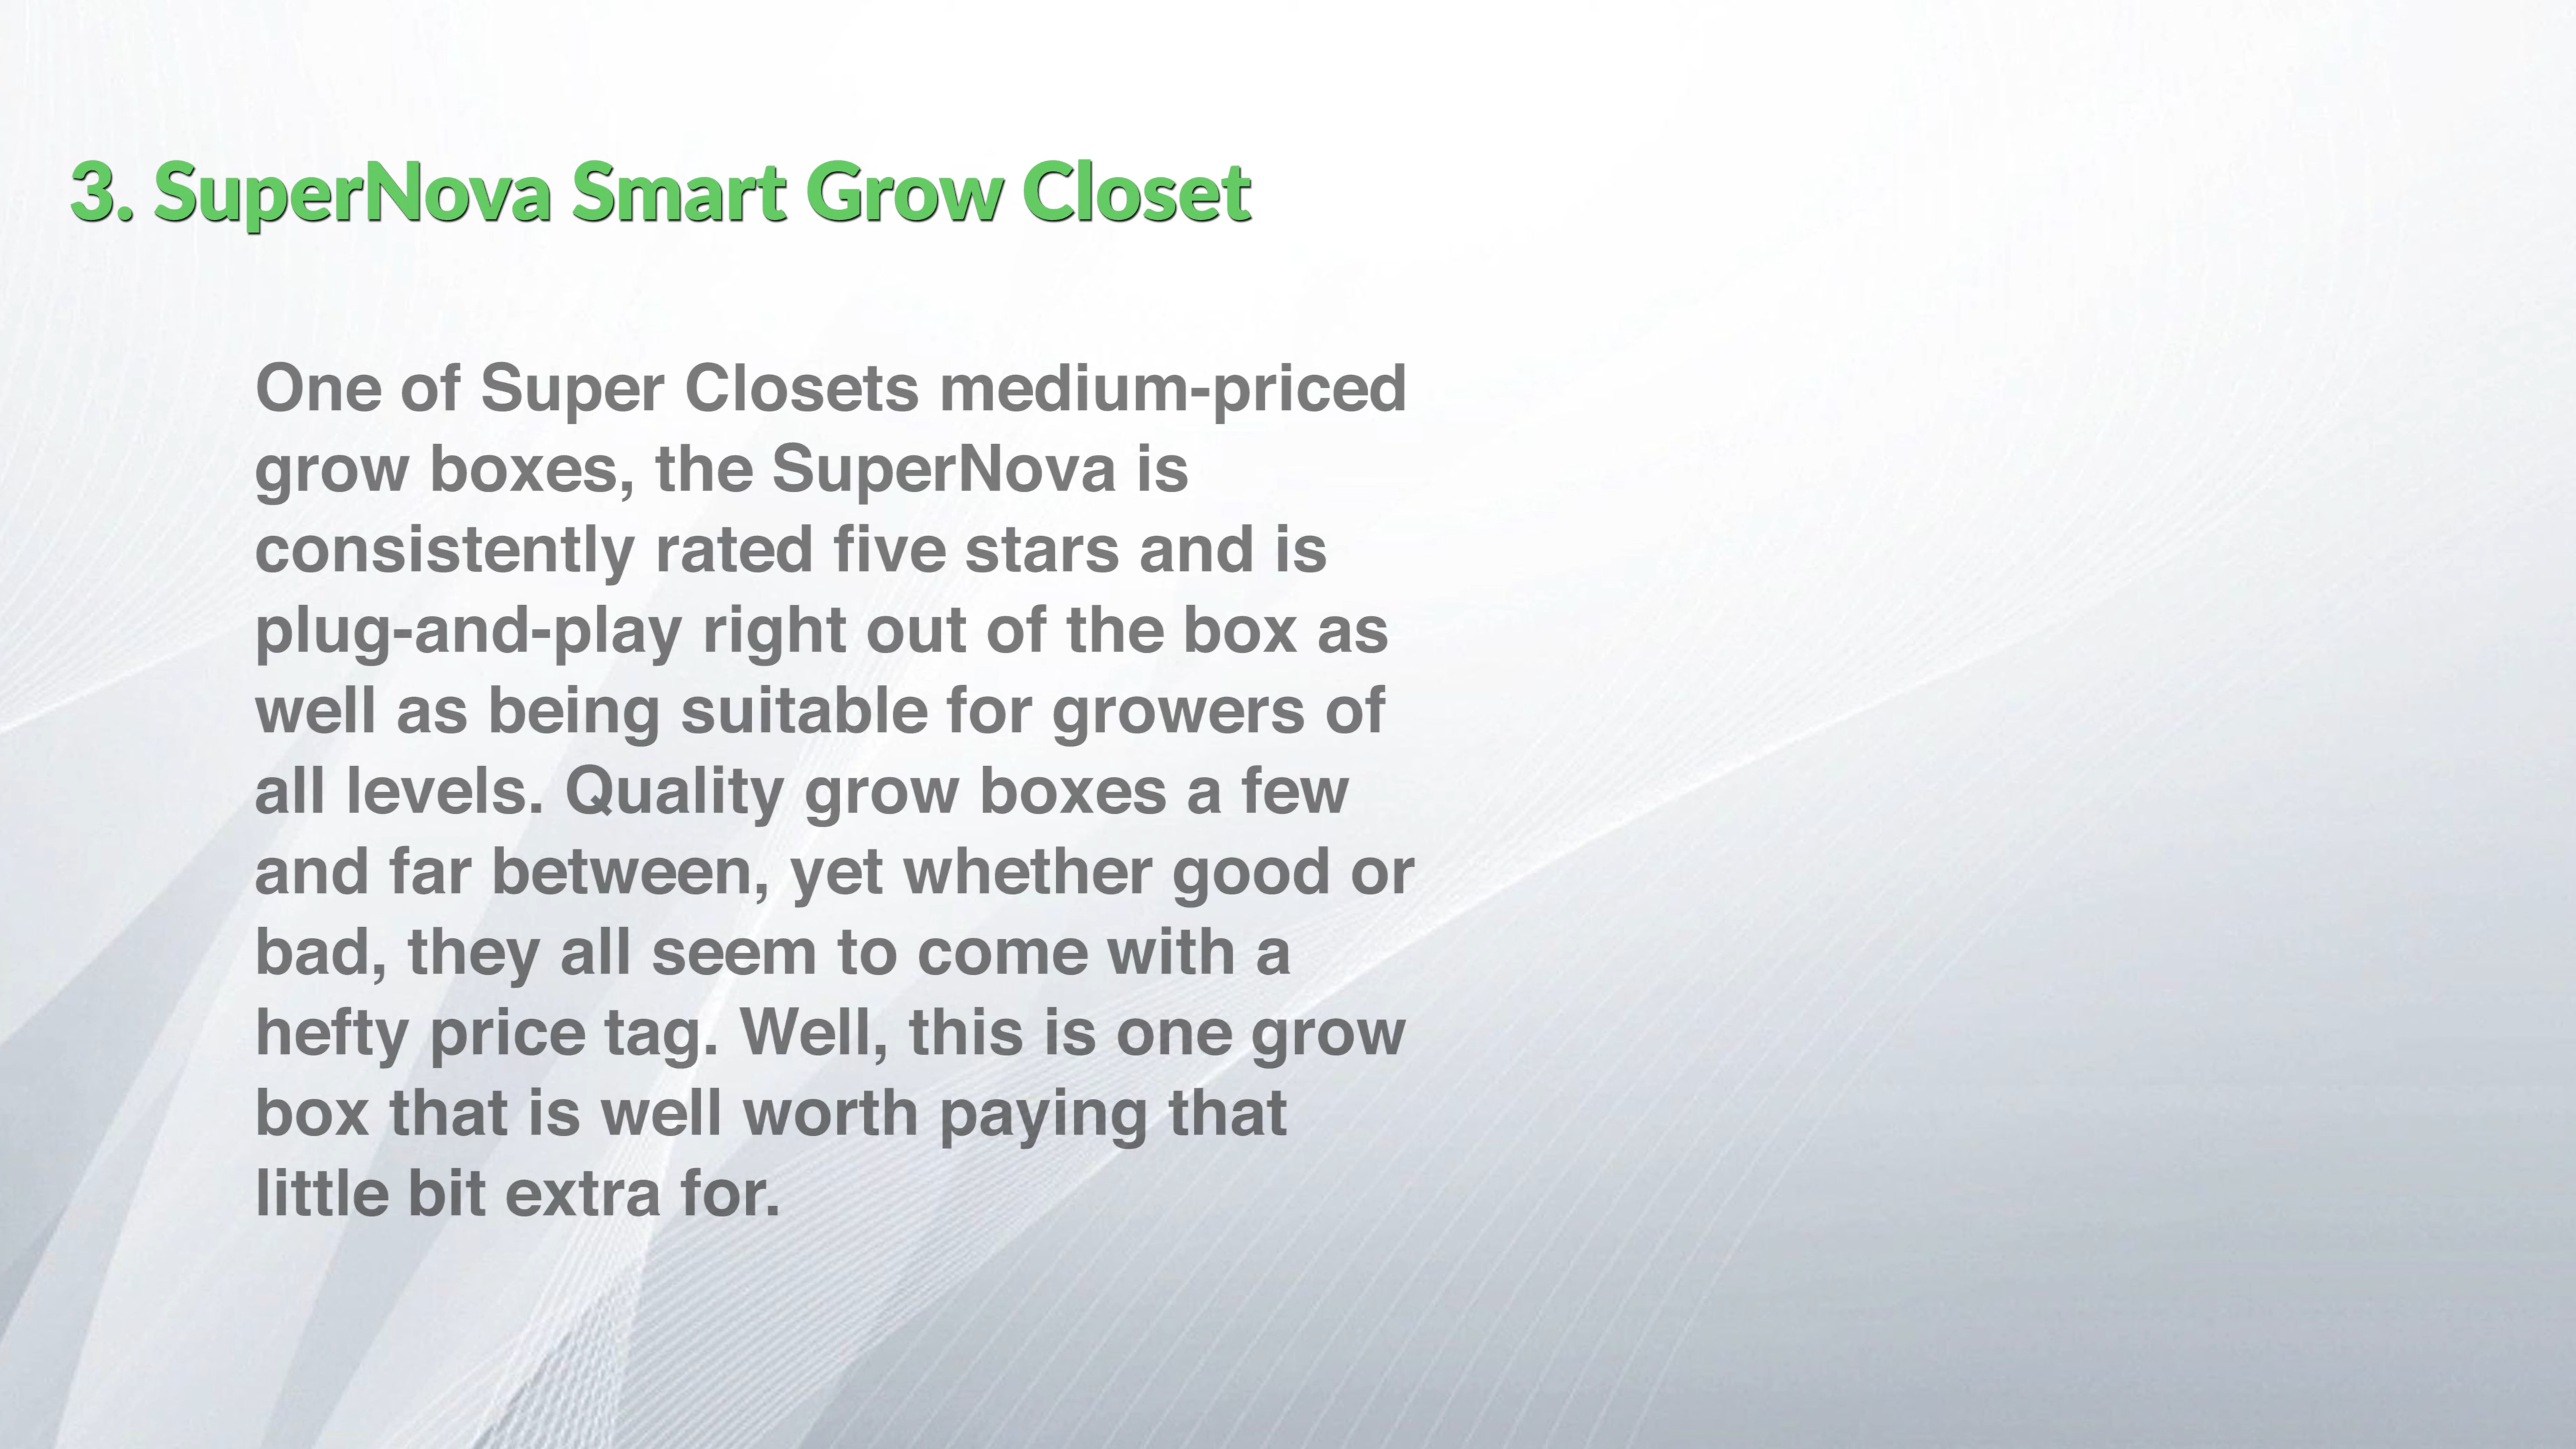 3. SuperNova Smart Grow Closet
One of Super Closets medium-priced
grow boxes, the SuperNova is
consistently rated five stars and is
plug-and-play right out of the box as
well as being suitable for growers of
all levels. Quality grow boxes a few
and far between, yet whether good or
bad, they all seem to come with a
hefty price tag. Well, this is one grow
box that is well worth paying that
little bit extra for.